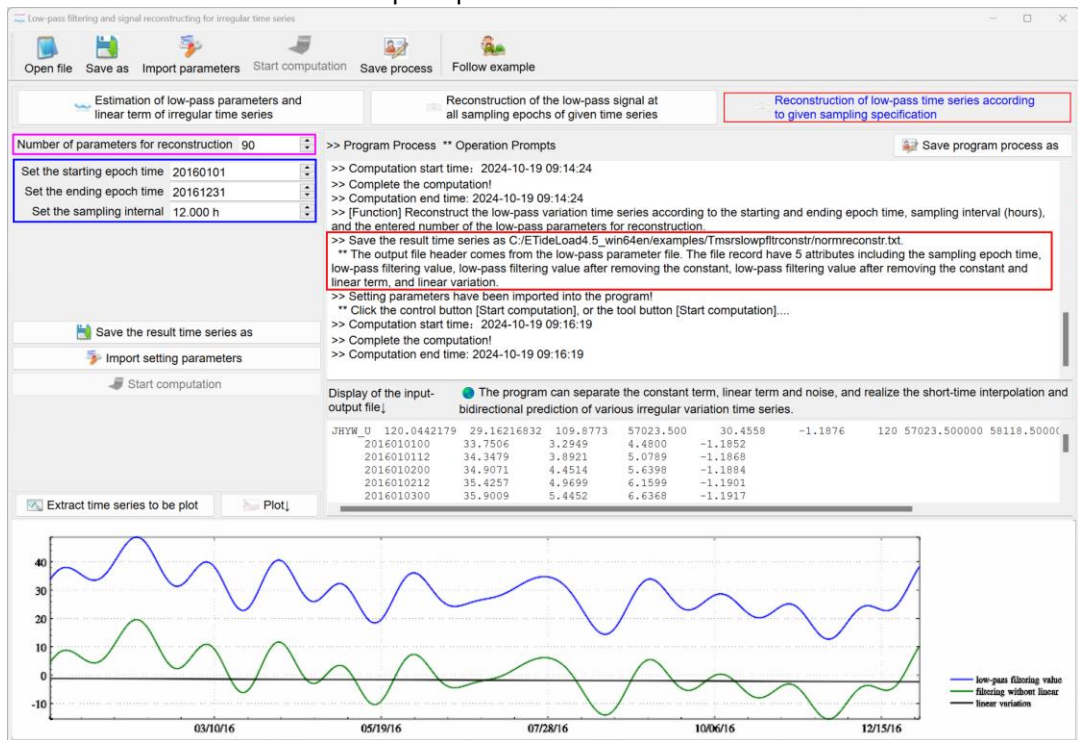 Low-pass filtering and signal reconstructing for irregular time series
Open file
Save as
Import parameters
Start computation
Save process
Follow example
Estimation of low-pass parameters and
linear term of irregular time series
Reconstruction of the low-pass signal at
all sampling epochs of given time series
Reconstruction of low-pass time series according
to given sampling specification
Number of parameters for reconstruction 90
Set the starting epoch time 20160101
Set the ending epoch time 20161231
Set the sampling internal 12.000 h
Save the result time series as
Import setting parameters
Start computation
Extract time series to be plot
Plot↓
>> Program Process ** Operation Prompts
Save program process as
>> Computation start time: 2024-10-19 09:14:24
>> Complete the computation!
>> Computation end time: 2024-10-19 09:14:24
>> [Function] Reconstruct the low-pass variation time series according to the starting and ending epoch time, sampling interval (hours),
and the entered number of the low-pass parameters for reconstruction.
>> Save the result time series as C:/ETideLoad4.5_win64en/examples/Tmsrslowpfltrconstr/normreconstr.txt.
** The output file header comes from the low-pass parameter file. The file record have 5 attributes including the sampling epoch time,
low-pass filtering value, low-pass filtering value after removing the constant, low-pass filtering value after removing the constant and
linear term, and linear variation.
>> Setting parameters have been imported into the program!
** Click the control button [Start computation], or the tool button [Start computation]....
>> Computation start time: 2024-10-19 09:16:19
>> Complete the computation!
>> Computation end time: 2024-10-19 09:16:19
Display of the input-
output file↓
The program can separate the constant term, linear term and noise, and realize the short-time interpolation and
bidirectional prediction of various irregular variation time series.
JHYW_U 120.0442179 29.16216832 109.8773 57023.500 30.4558 -1.1876 120 57023.500000 58118.5000
2016010100 33.7506 3.2949 4.4800 -1.1852
2016010112 34.3479 3.8921 5.0789 -1.1868
2016010200 34.9071 4.4514 5.6398 -1.1884
2016010212 35.4257 4.9699 6.1599 -1.1901
2016010300 35.9009 5.4452 6.6368 -1.1917
40
30
20
10
0
-10
03/10/16
05/19/16
07/28/16
10/06/16
12/15/16
low-pass filtering value
filtering without linear
linear variation